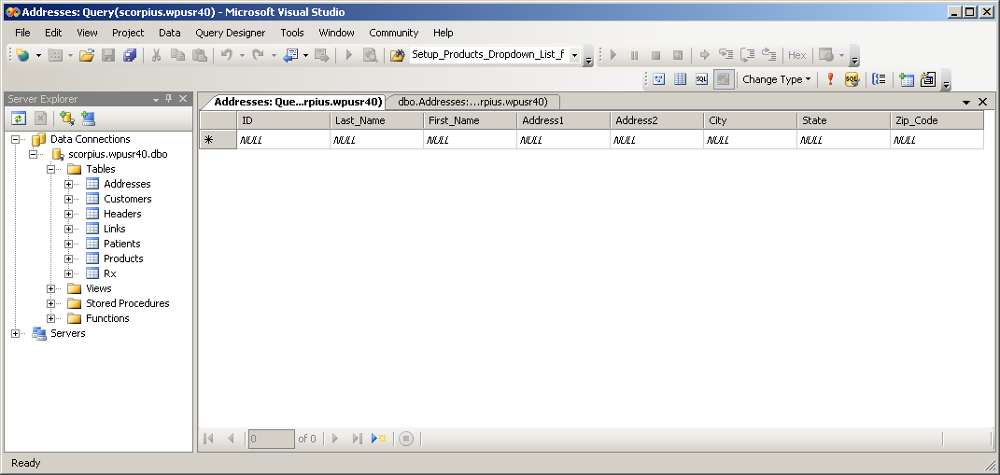 Addresses: Query(scorpius.wpusr40) - Microsoft Visual Studio
File Edit View Project Data Query Designer Tools Window Community Help
Setup_Products_Dropdown_List_f Hex
SQL Change Type SQL
Server Explorer
Addresses: Que...rpius.wpusr40) dbo.Addresses:...rpius.wpusr40)
ID Last_Name First_Name Address1 Address2 City State Zip_Code
NULL NULL NULL NULL NULL NULL NULL NULL
Data Connections
scorpius.wpusr40.dbo
Tables
Addresses
Customers
Headers
Links
Patients
Products
Rx
Views
Stored Procedures
Functions
Servers
0 of 0
Ready